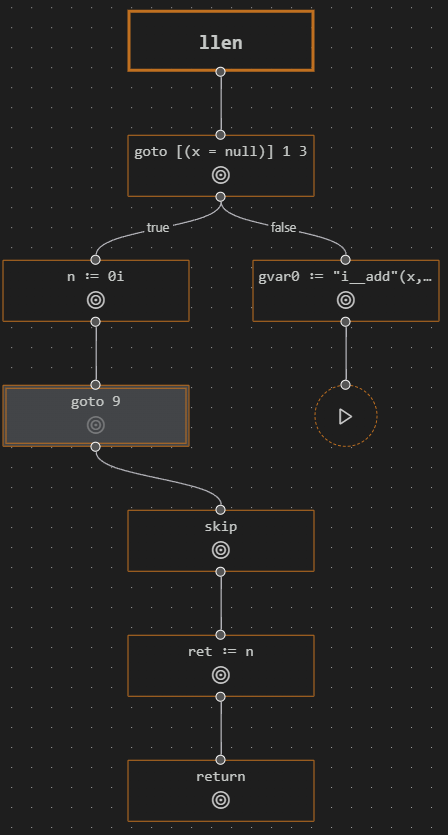 llen
goto [(x = null)] 1 3
true
false
n := 0i
gvar0 := "i__add"(x,…
goto 9
skip
ret := n
return